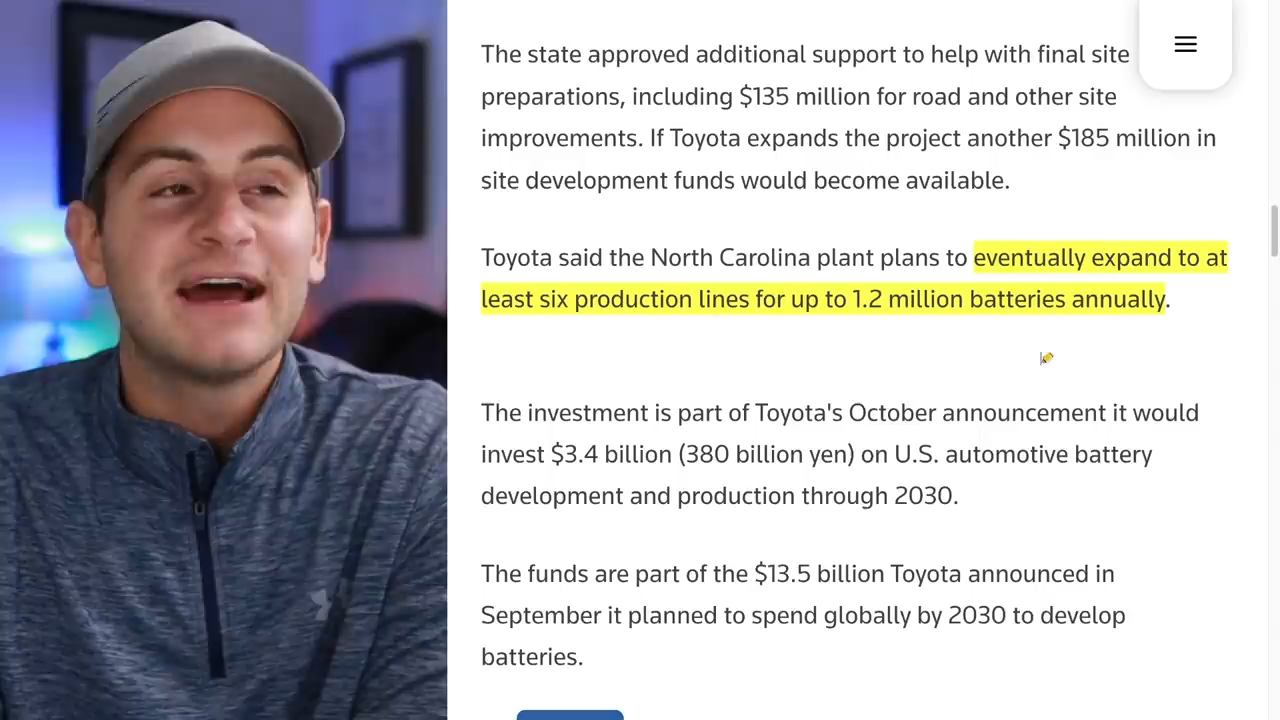 The state approved additional support to help with final site
preparations, including $135 million for road and other site
improvements. If Toyota expands the project another $185 million in
site development funds would become available.
Toyota said the North Carolina plant plans to eventually expand to at
least six production lines for up to 1.2 million batteries annually.
The investment is part of Toyota's October announcement it would
invest $3.4 billion (380 billion yen) on U.S. automotive battery
development and production through 2030.
The funds are part of the $13.5 billion Toyota announced in
September it planned to spend globally by 2030 to develop
batteries.